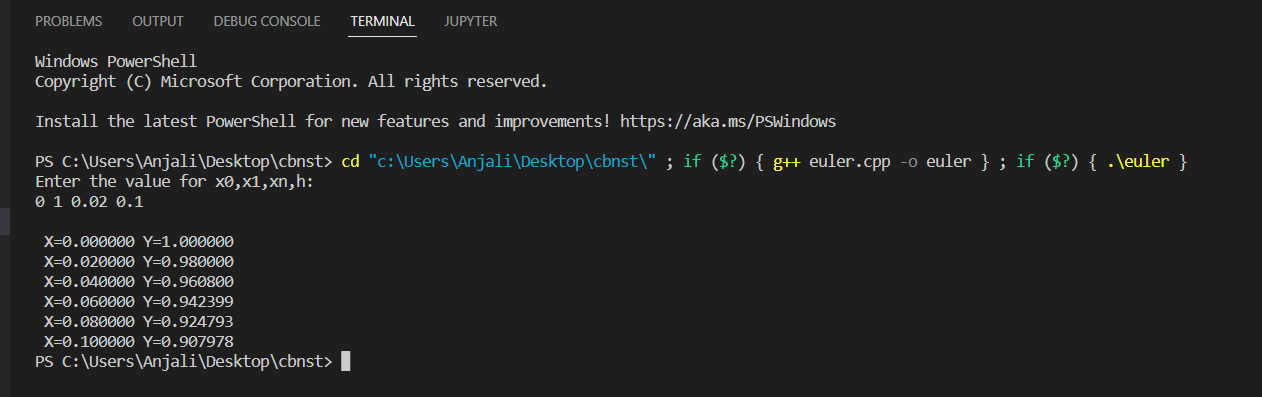 PROBLEMS OUTPUT DEBUG CONSOLE TERMINAL JUPYTER
Windows PowerShell
Copyright (C) Microsoft Corporation. All rights reserved.
Install the latest PowerShell for new features and improvements! https://aka.ms/PSWindows
PS C:\Users\Anjali\Desktop\cbnst> cd "c:\Users\Anjali\Desktop\cbnst\" ; if ($?) { g++ euler.cpp -o euler } ; if ($?) { .\euler }
Enter the value for x0,x1,xn,h:
0 1 0.02 0.1
X=0.000000 Y=1.000000
X=0.020000 Y=0.980000
X=0.040000 Y=0.960800
X=0.060000 Y=0.942399
X=0.080000 Y=0.924793
X=0.100000 Y=0.907978
PS C:\Users\Anjali\Desktop\cbnst>